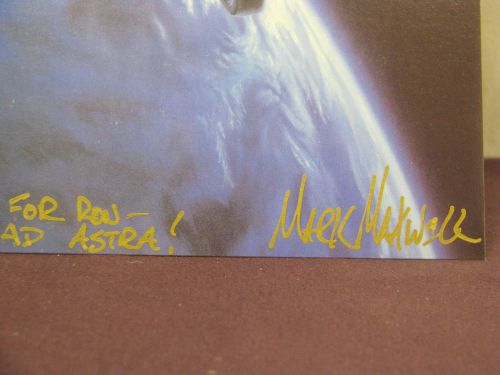 FOR RON—
AD ASTRA!
MARK MAXWELL